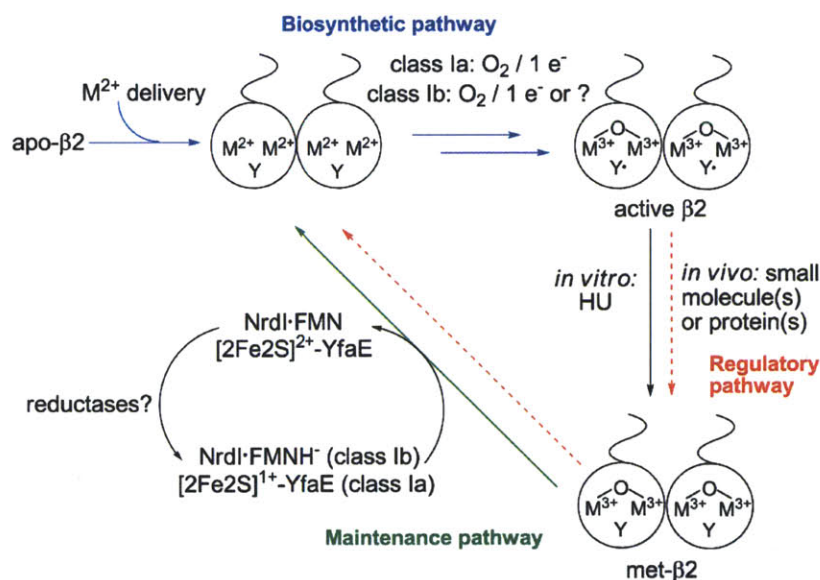 Biosynthetic pathway
M²⁺ delivery
apo-β2
M²⁺ M²⁺ M²⁺ M²⁺
Y Y
class Ia: O₂ / 1 e⁻
class Ib: O₂ / 1 e⁻ or ?
O O
M³⁺ M³⁺ M³⁺ M³⁺
Y• Y•
active β2
in vitro:
HU
in vivo: small
molecule(s)
or protein(s)
Regulatory
pathway
NrdI•FMN
[2Fe2S]²⁺-YfaE
reductases?
NrdI•FMNH⁻ (class Ib)
[2Fe2S]¹⁺-YfaE (class Ia)
Maintenance pathway
O O
M³⁺ M³⁺ M³⁺ M³⁺
Y Y
met-β2